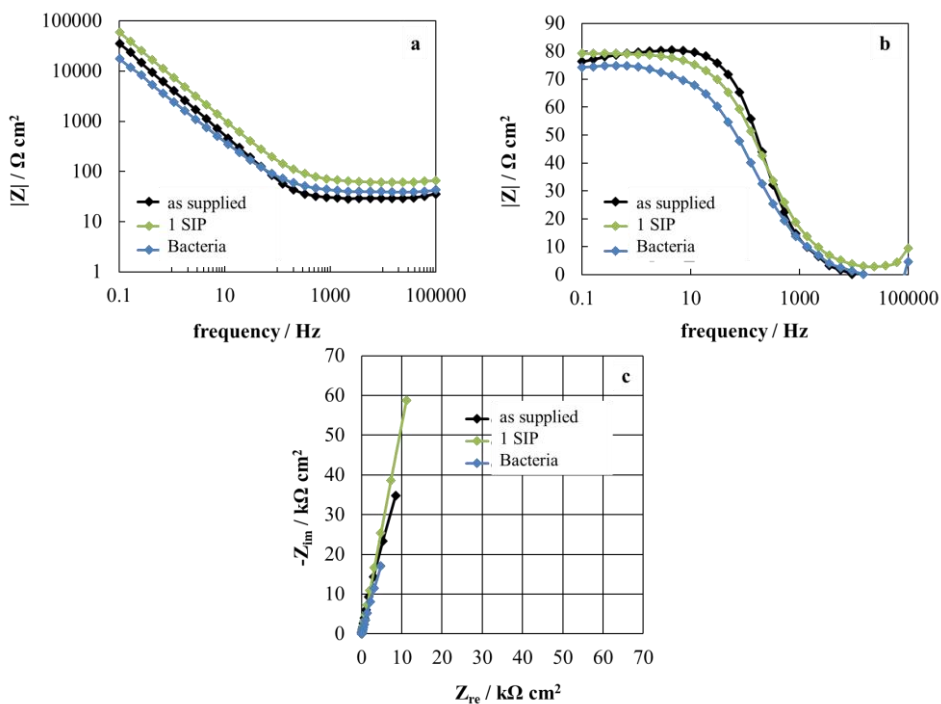 100000
10000
1000
100
10
1
|Z| / Ω cm²
a
as supplied
1 SIP
Bacteria
0.1 10 1000 100000
frequency / Hz
90
80
70
60
50
40
30
20
10
0
|Z| / Ω cm²
b
as supplied
1 SIP
Bacteria
0.1 10 1000 100000
frequency / Hz
70
60
50
40
30
20
10
0
-Zim / kΩ cm²
c
as supplied
1 SIP
Bacteria
0 10 20 30 40 50 60 70
Zre / kΩ cm²